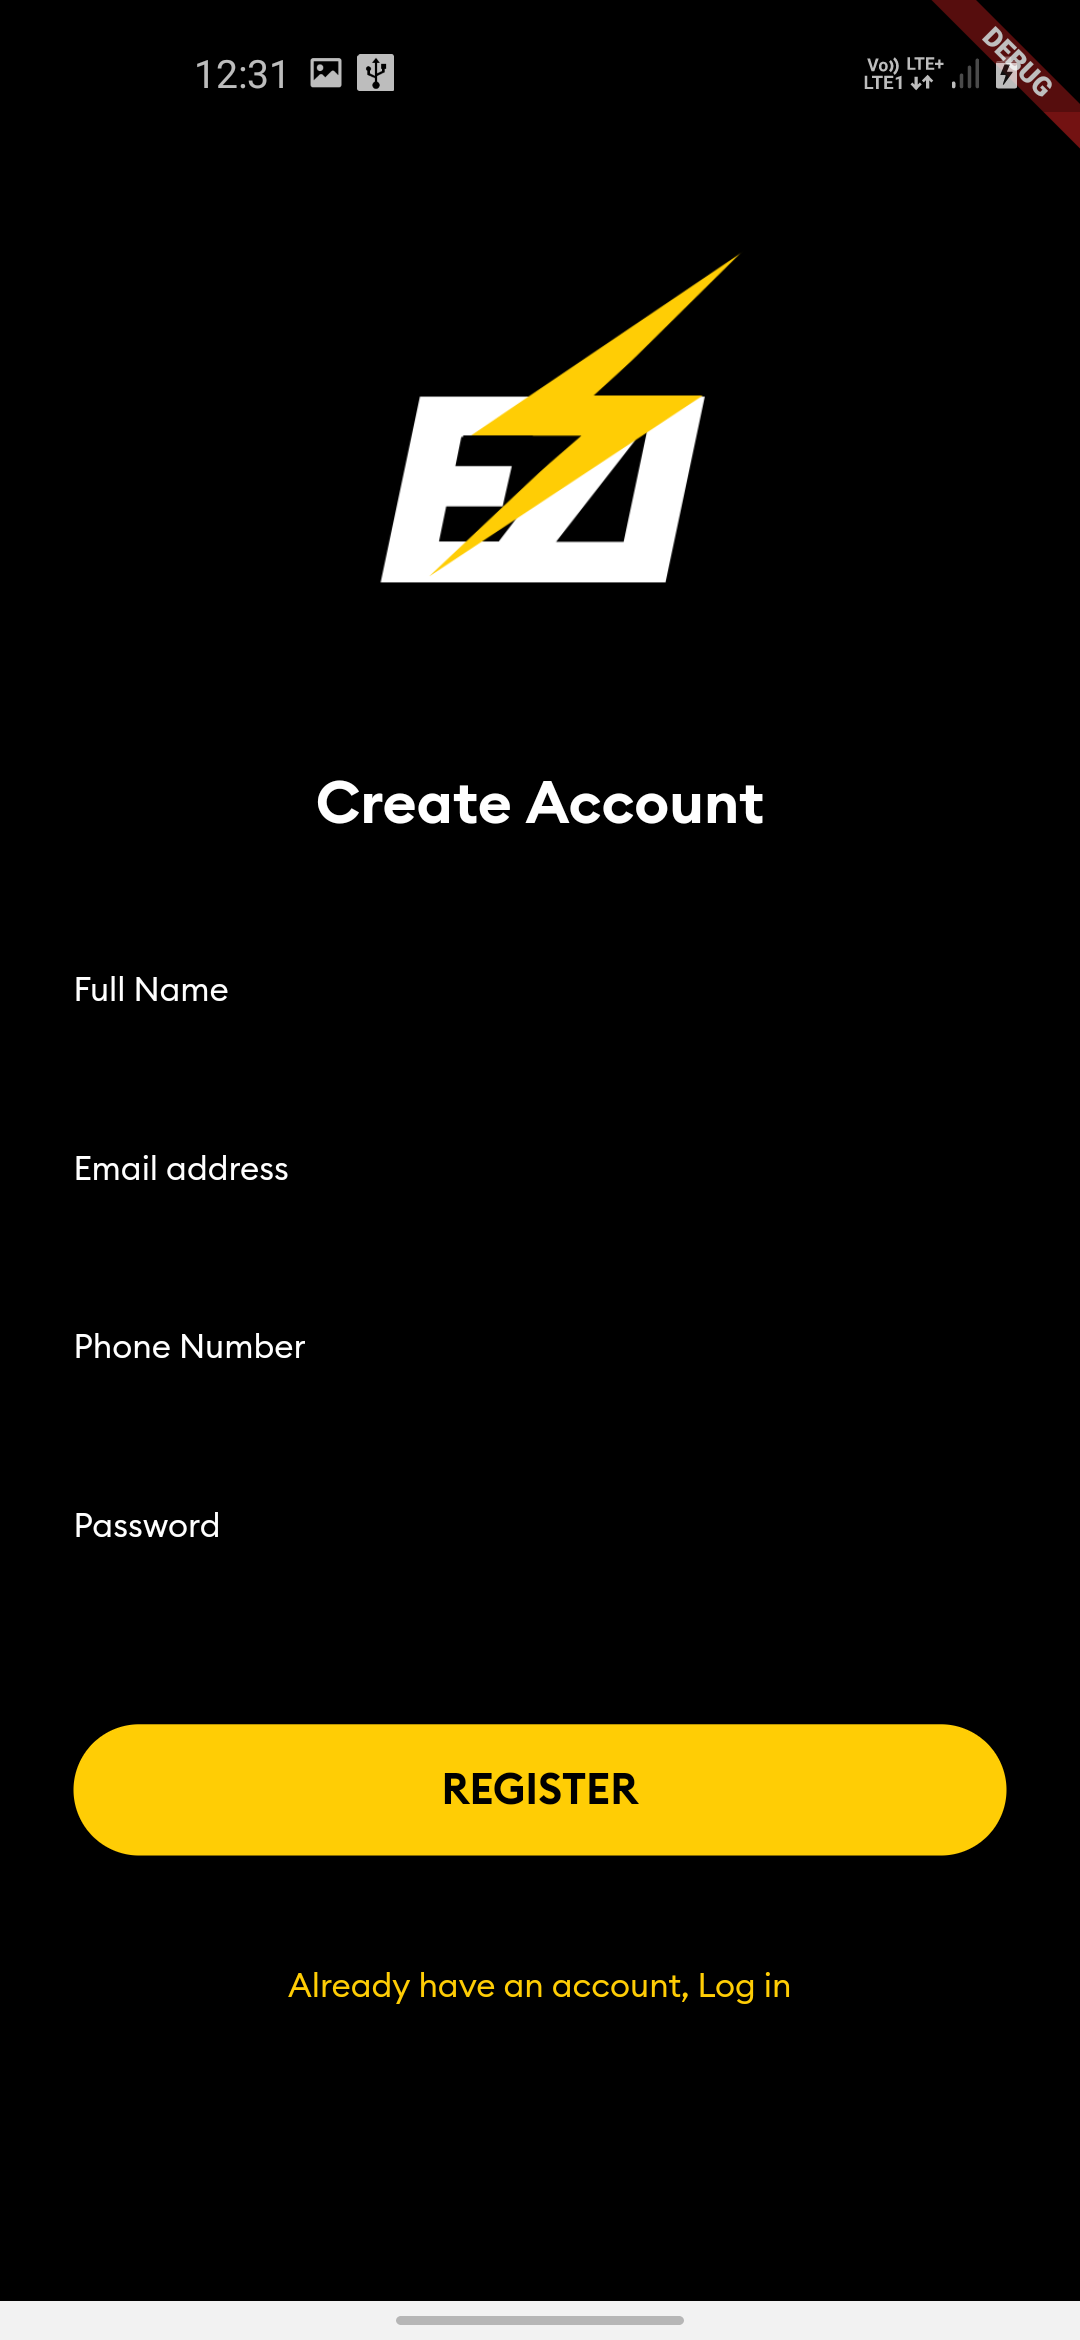 12:31
Vo)) LTE+
LTE1
DEBUG
EZI
Create Account
Full Name
Email address
Phone Number
Password
REGISTER
Already have an account, Log in